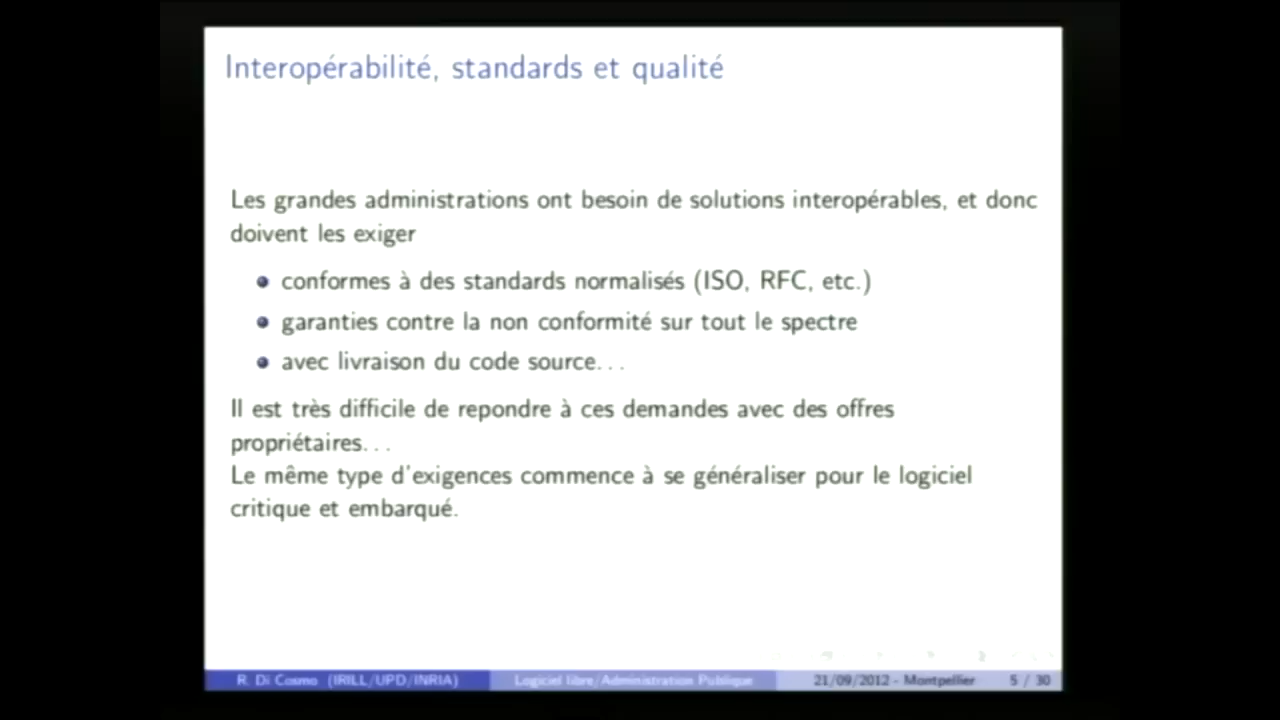 Interopérabilité, standards et qualité
Les grandes administrations ont besoin de solutions interopérables, et donc
doivent les exiger
conformes à des standards normalisés (ISO, RFC, etc.)
garanties contre la non conformité sur tout le spectre
avec livraison du code source...
Il est très difficile de repondre à ces demandes avec des offres
propriétaires...
Le même type d'exigences commence à se généraliser pour le logiciel
critique et embarqué.
R. Di Cosmo (IRILL/UPD/INRIA) Logiciel libre/Administration Publique 21/09/2012 - Montpellier 5 / 30